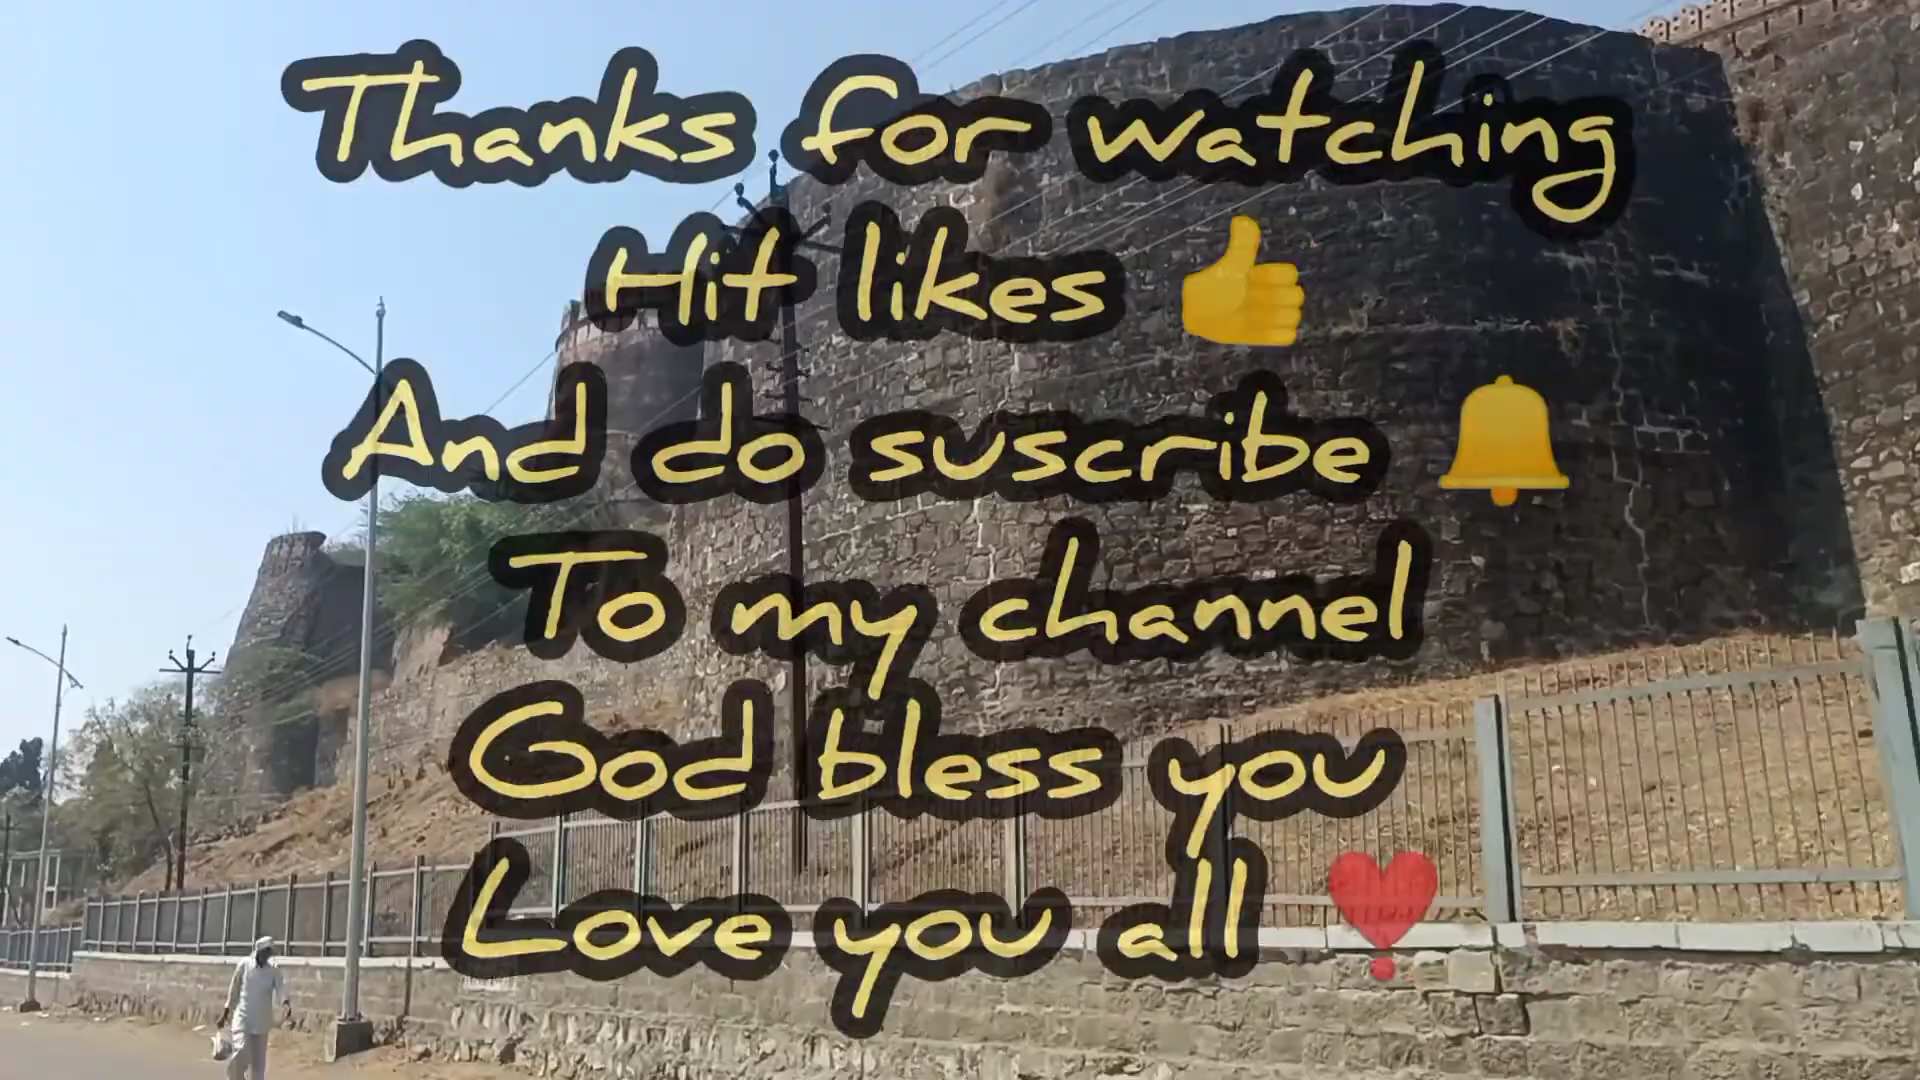 Thanks for watching
Hit likes 👍
And do suscribe 🔔
To my channel
God bless you
Love you all ❣️